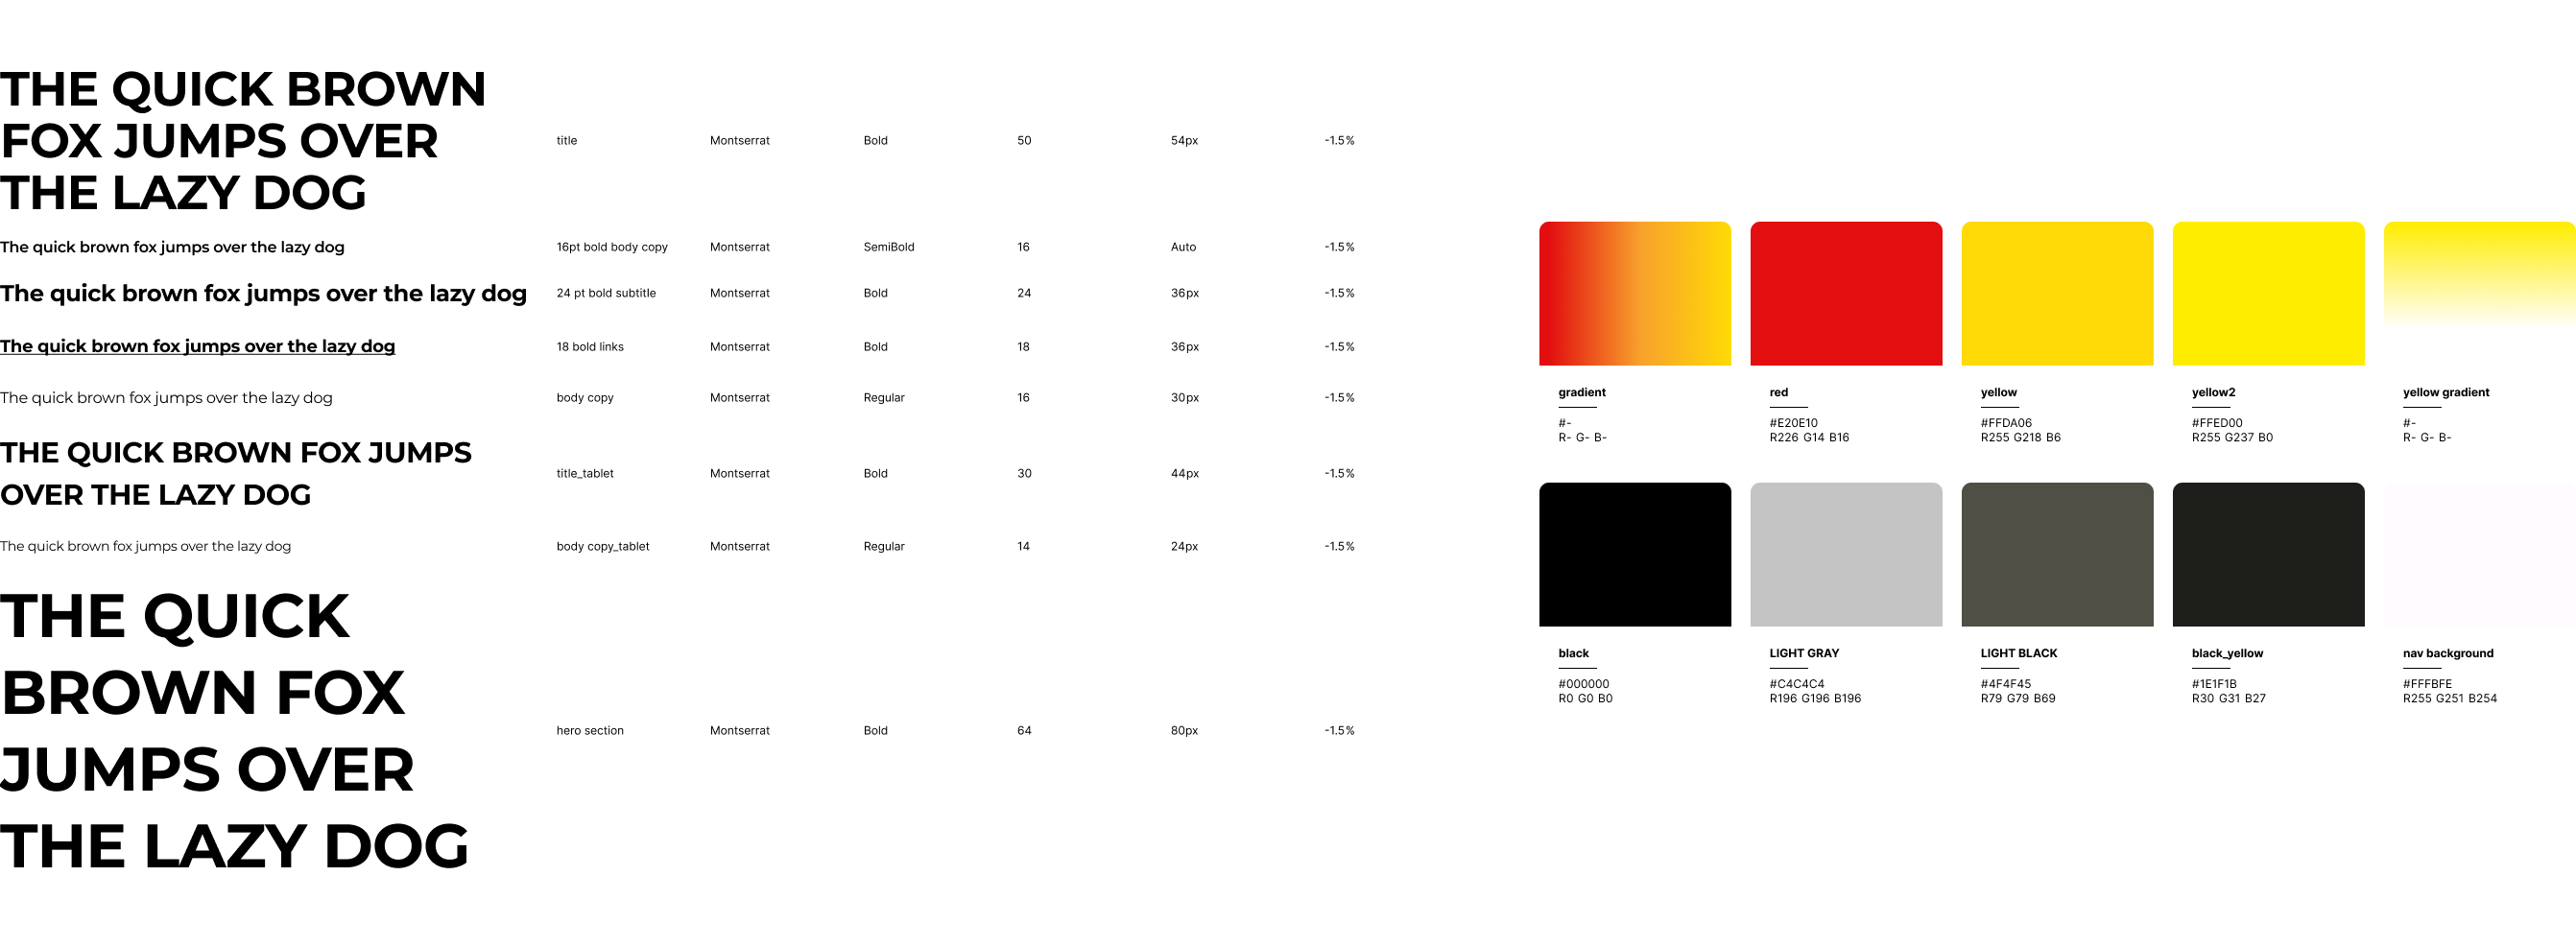 THE QUICK BROWN
FOX JUMPS OVER
THE LAZY DOG
title Montserrat Bold 50 54px -1.5%
The quick brown fox jumps over the lazy dog 16pt bold body copy Montserrat SemiBold 16 Auto -1.5%
The quick brown fox jumps over the lazy dog 24 pt bold subtitle Montserrat Bold 24 36px -1.5%
The quick brown fox jumps over the lazy dog 18 bold links Montserrat Bold 18 36px -1.5%
The quick brown fox jumps over the lazy dog body copy Montserrat Regular 16 30px -1.5%
THE QUICK BROWN FOX JUMPS
OVER THE LAZY DOG
title_tablet Montserrat Bold 30 44px -1.5%
The quick brown fox jumps over the lazy dog body copy_tablet Montserrat Regular 14 24px -1.5%
THE QUICK
BROWN FOX
JUMPS OVER
THE LAZY DOG
hero section Montserrat Bold 64 80px -1.5%
gradient
#-
R- G- B-
red
#E20E10
R226 G14 B16
yellow
#FFDA06
R255 G218 B6
yellow2
#FFED00
R255 G237 B0
yellow gradient
#-
R- G- B-
black
#000000
R0 G0 B0
LIGHT GRAY
#C4C4C4
R196 G196 B196
LIGHT BLACK
#4F4F45
R79 G79 B69
black_yellow
#1E1F1B
R30 G31 B27
nav background
#FFFBFE
R255 G251 B254